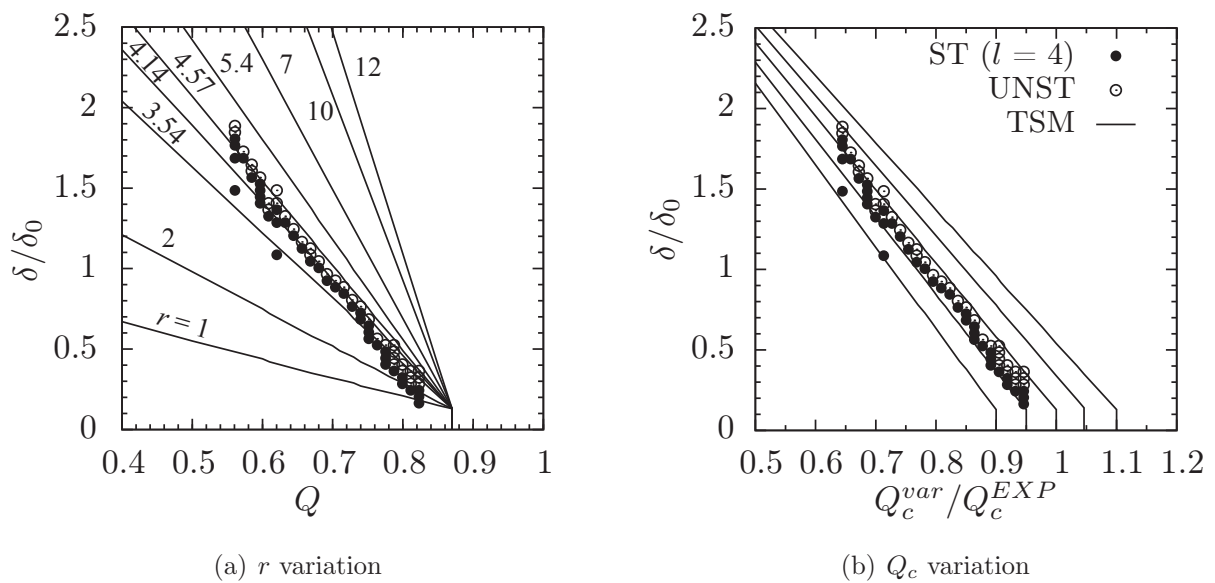 2.5
2
1.5
1
0.5
0
δ/δ0
4.14
4.57
5.4
7
12
10
3.54
2
r = 1
0.4 0.5 0.6 0.7 0.8 0.9 1
Q
(a) r variation
2.5
2
1.5
1
0.5
0
δ/δ0
ST (l = 4)
UNST
TSM
0.5 0.6 0.7 0.8 0.9 1 1.1 1.2
Q_c^{var}/Q_c^{EXP}
(b) Q_c variation